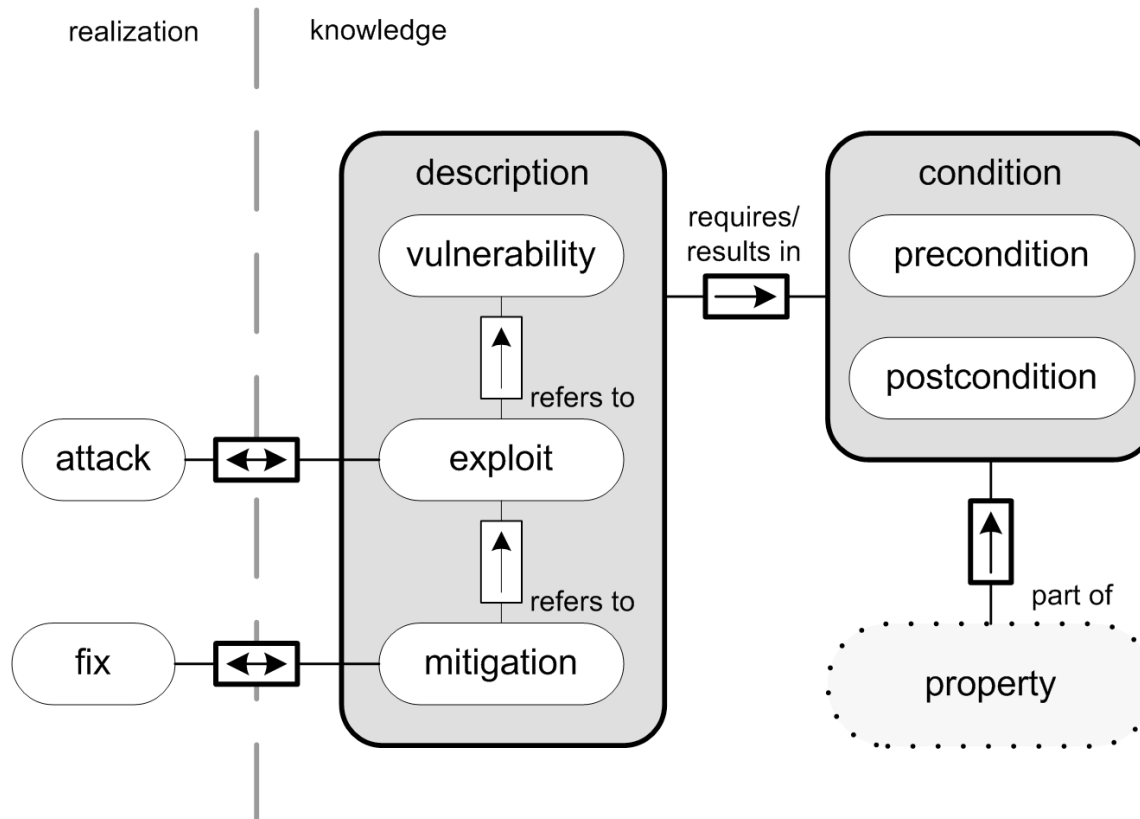 realization
knowledge
description
vulnerability
refers to
exploit
refers to
mitigation
attack
fix
requires/
results in
condition
precondition
postcondition
part of
property